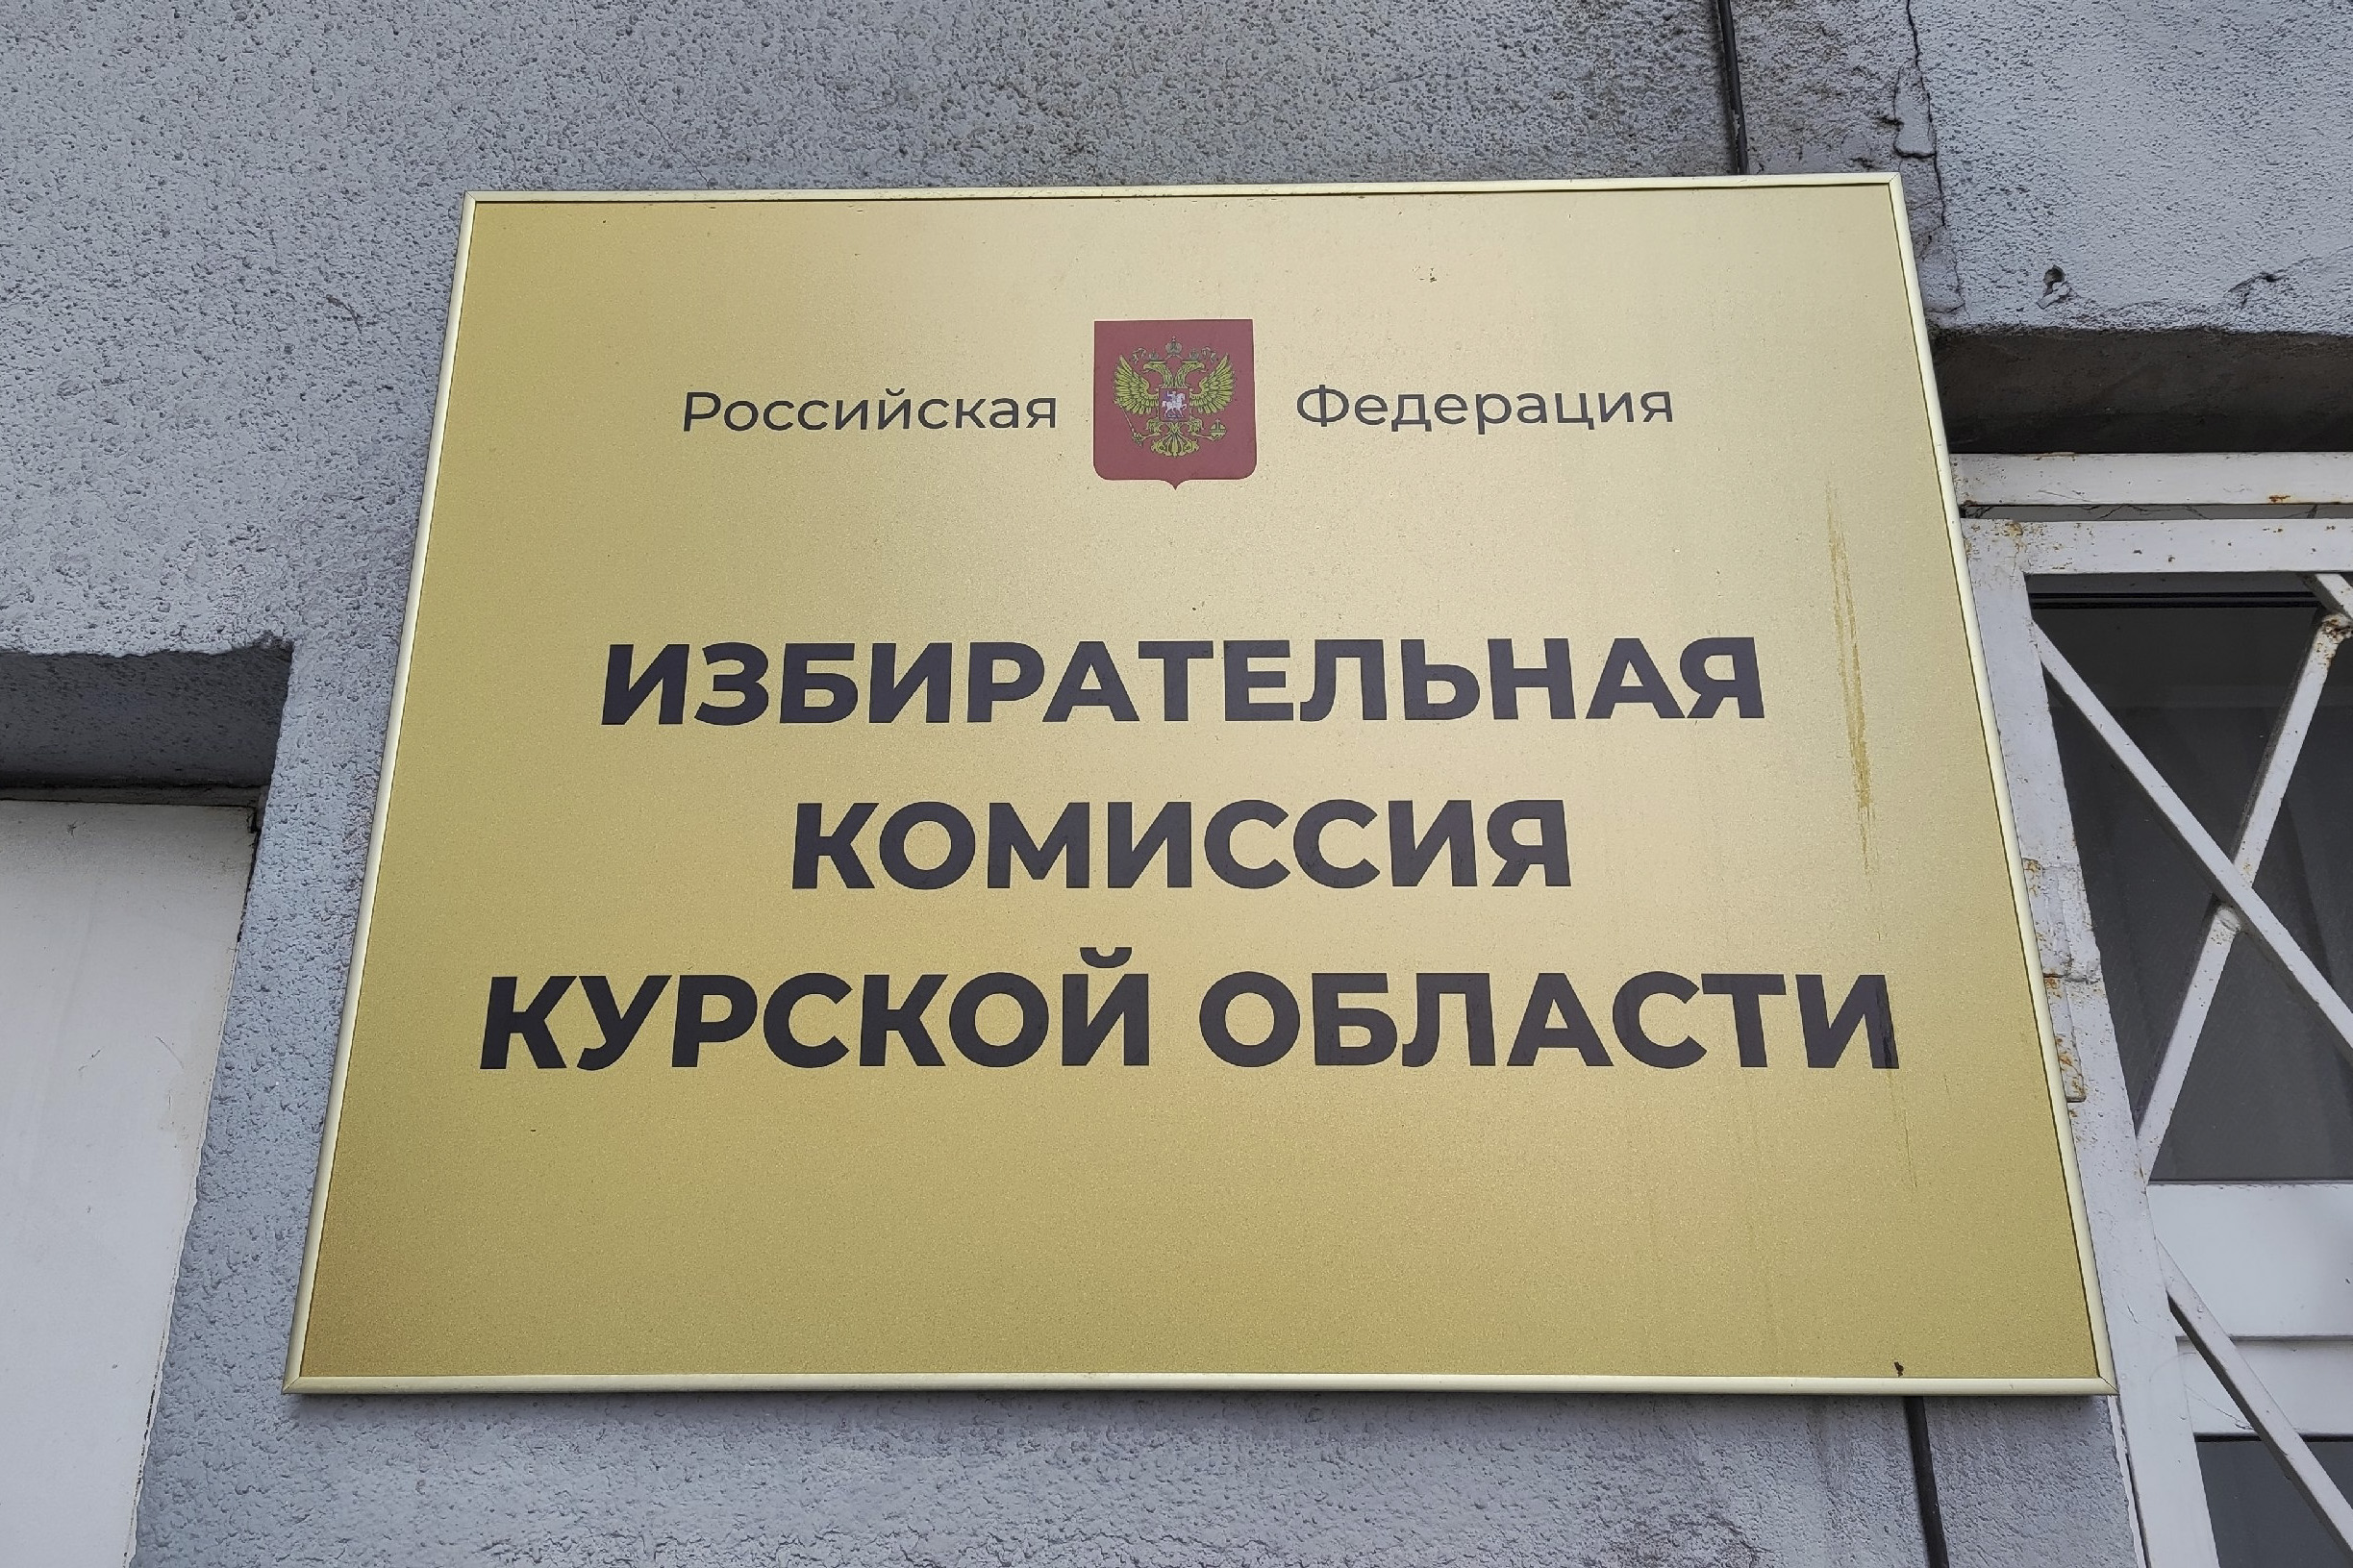 Российская Федерация
ИЗБИРАТЕЛЬНАЯ
КОМИССИЯ
КУРСКОЙ ОБЛАСТИ